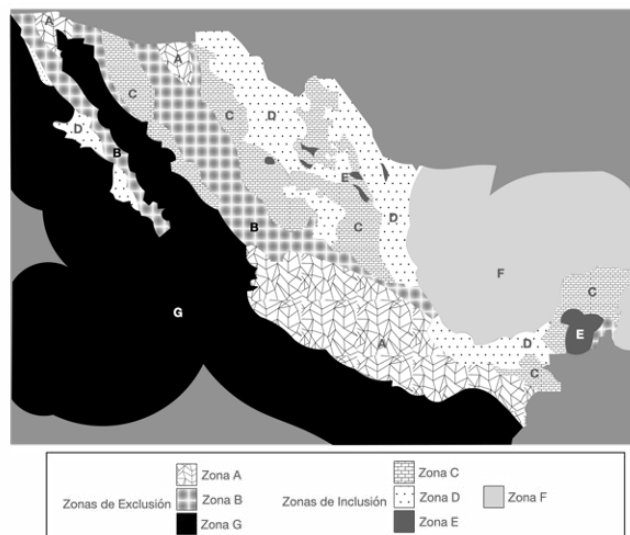 A
A
C
C
D
D
B
E
D
B
C
F
C
G
E
A
D
C
Zonas de Exclusión
Zona A
Zona B
Zona G
Zonas de Inclusión
Zona C
Zona D
Zona E
Zona F